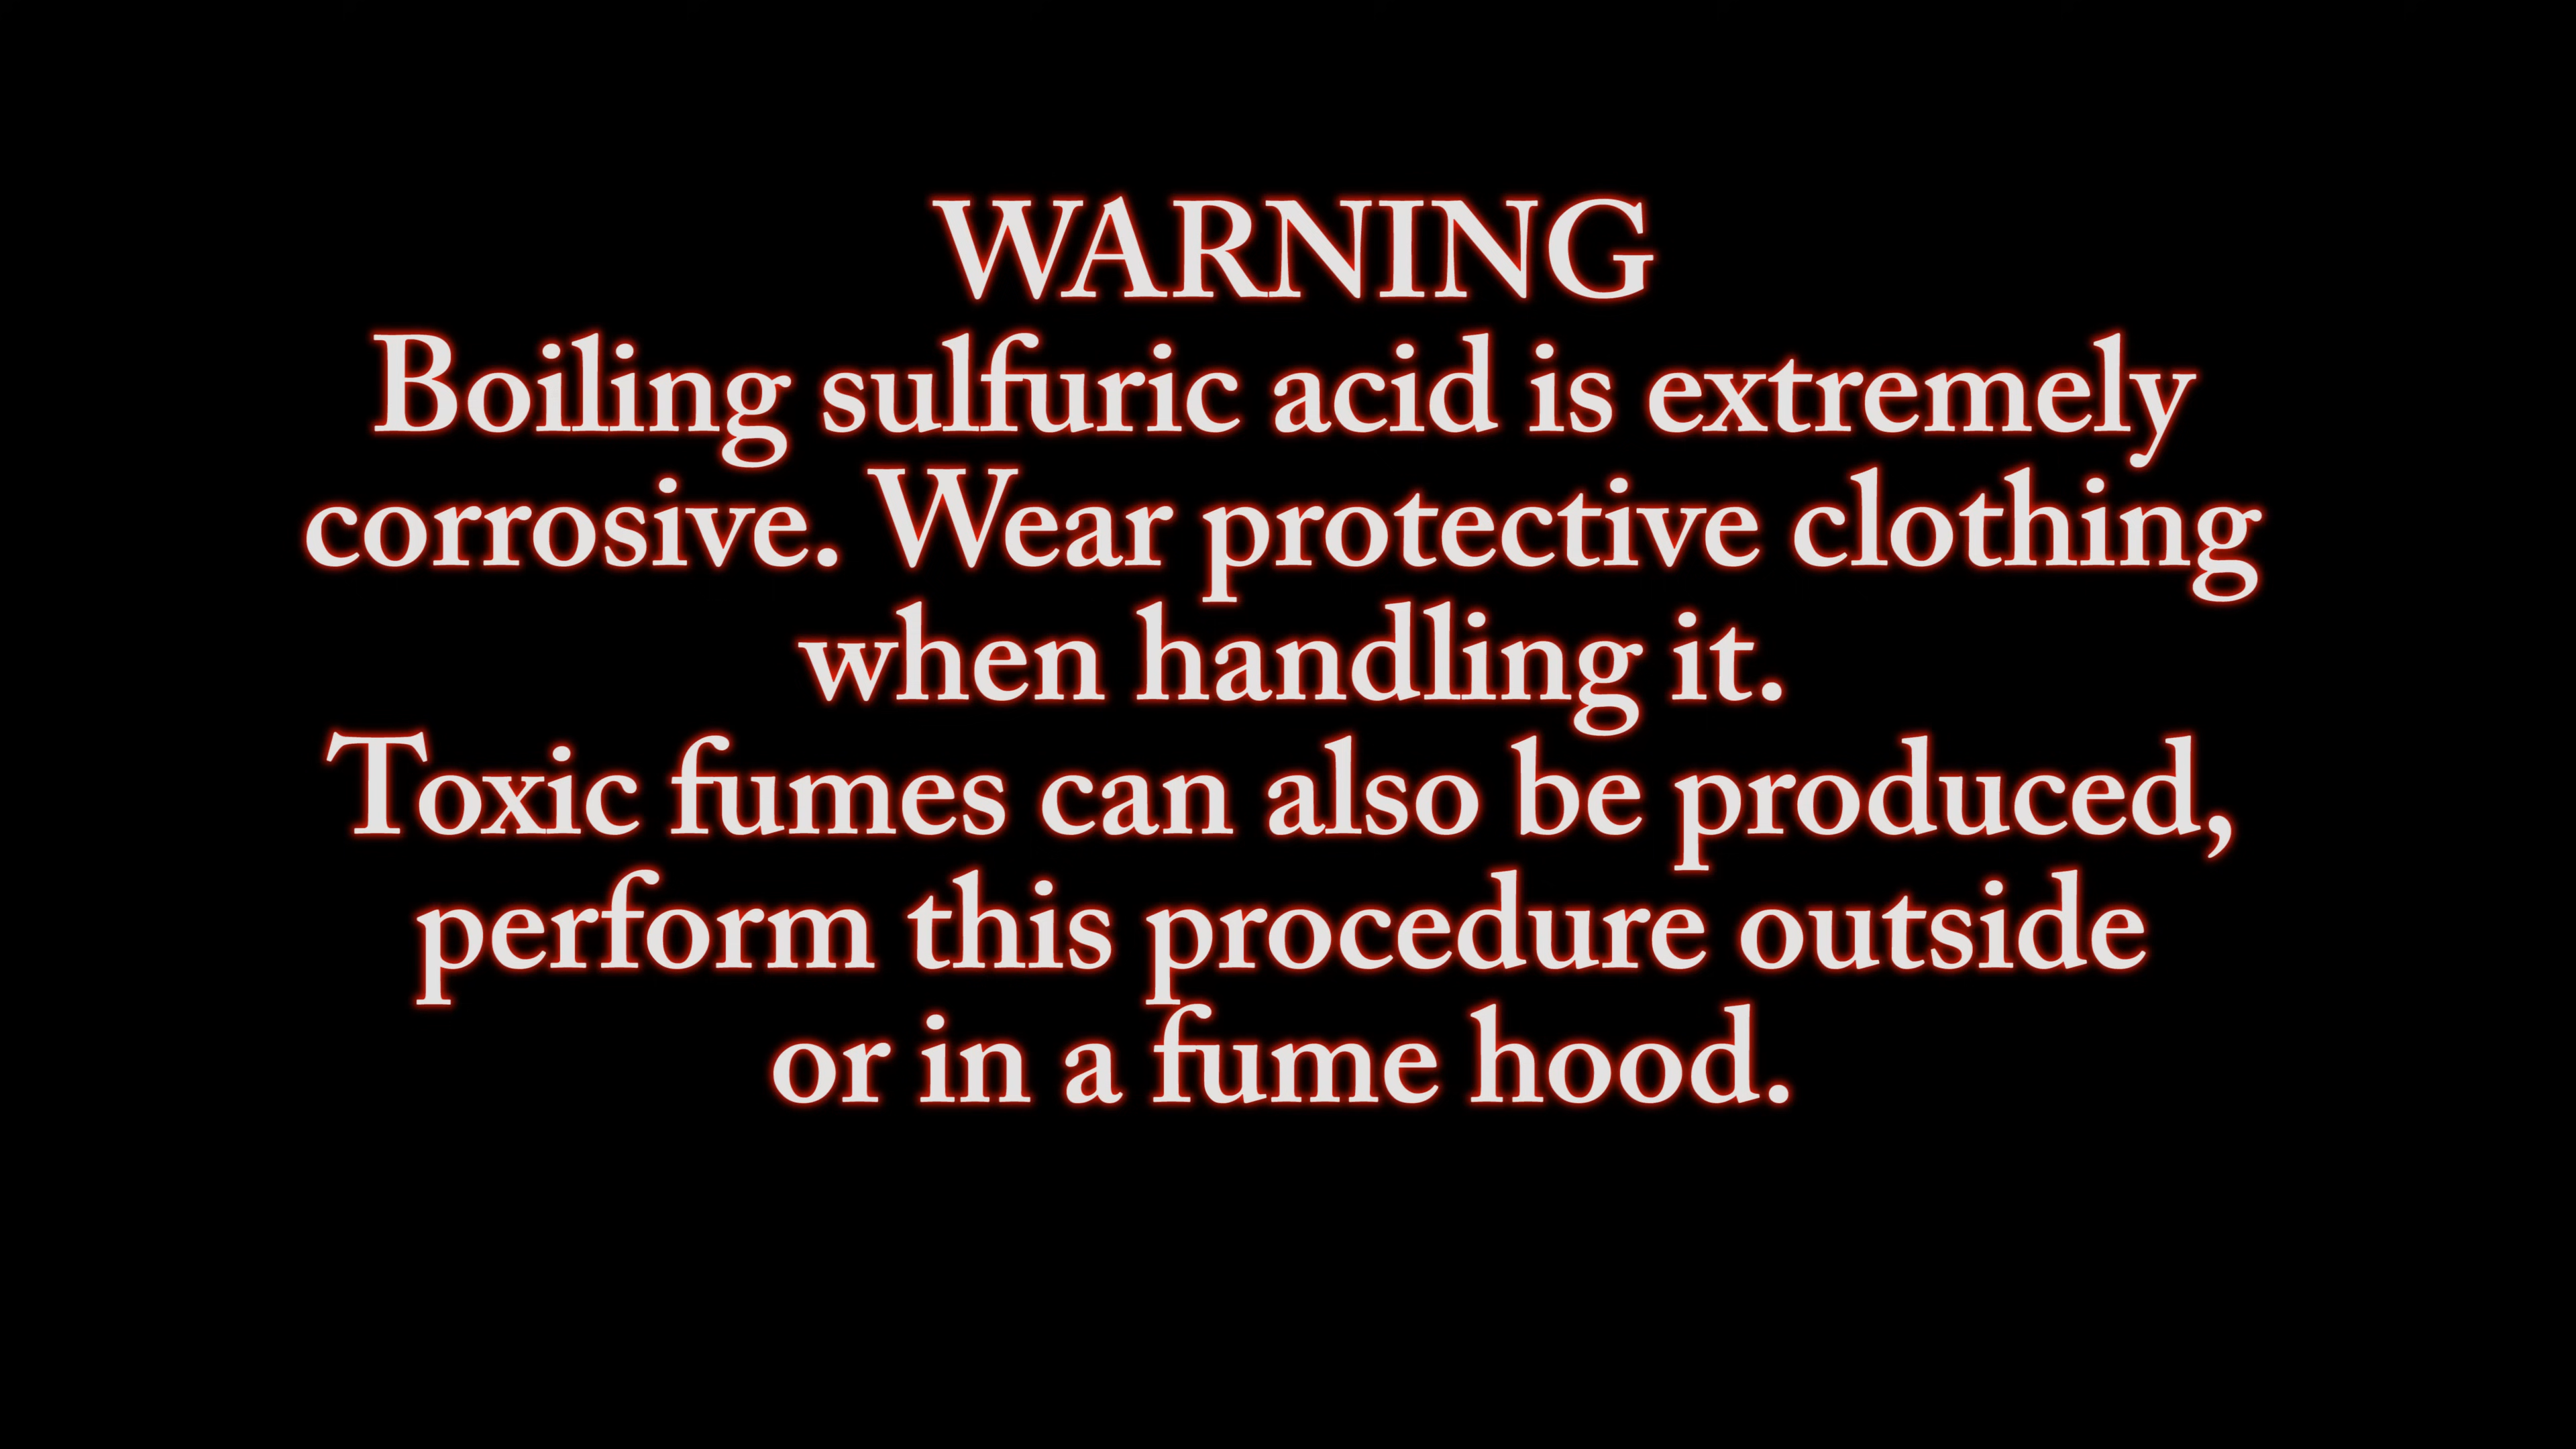 WARNING
Boiling sulfuric acid is extremely
corrosive. Wear protective clothing
when handling it.
Toxic fumes can also be produced,
perform this procedure outside
or in a fume hood.